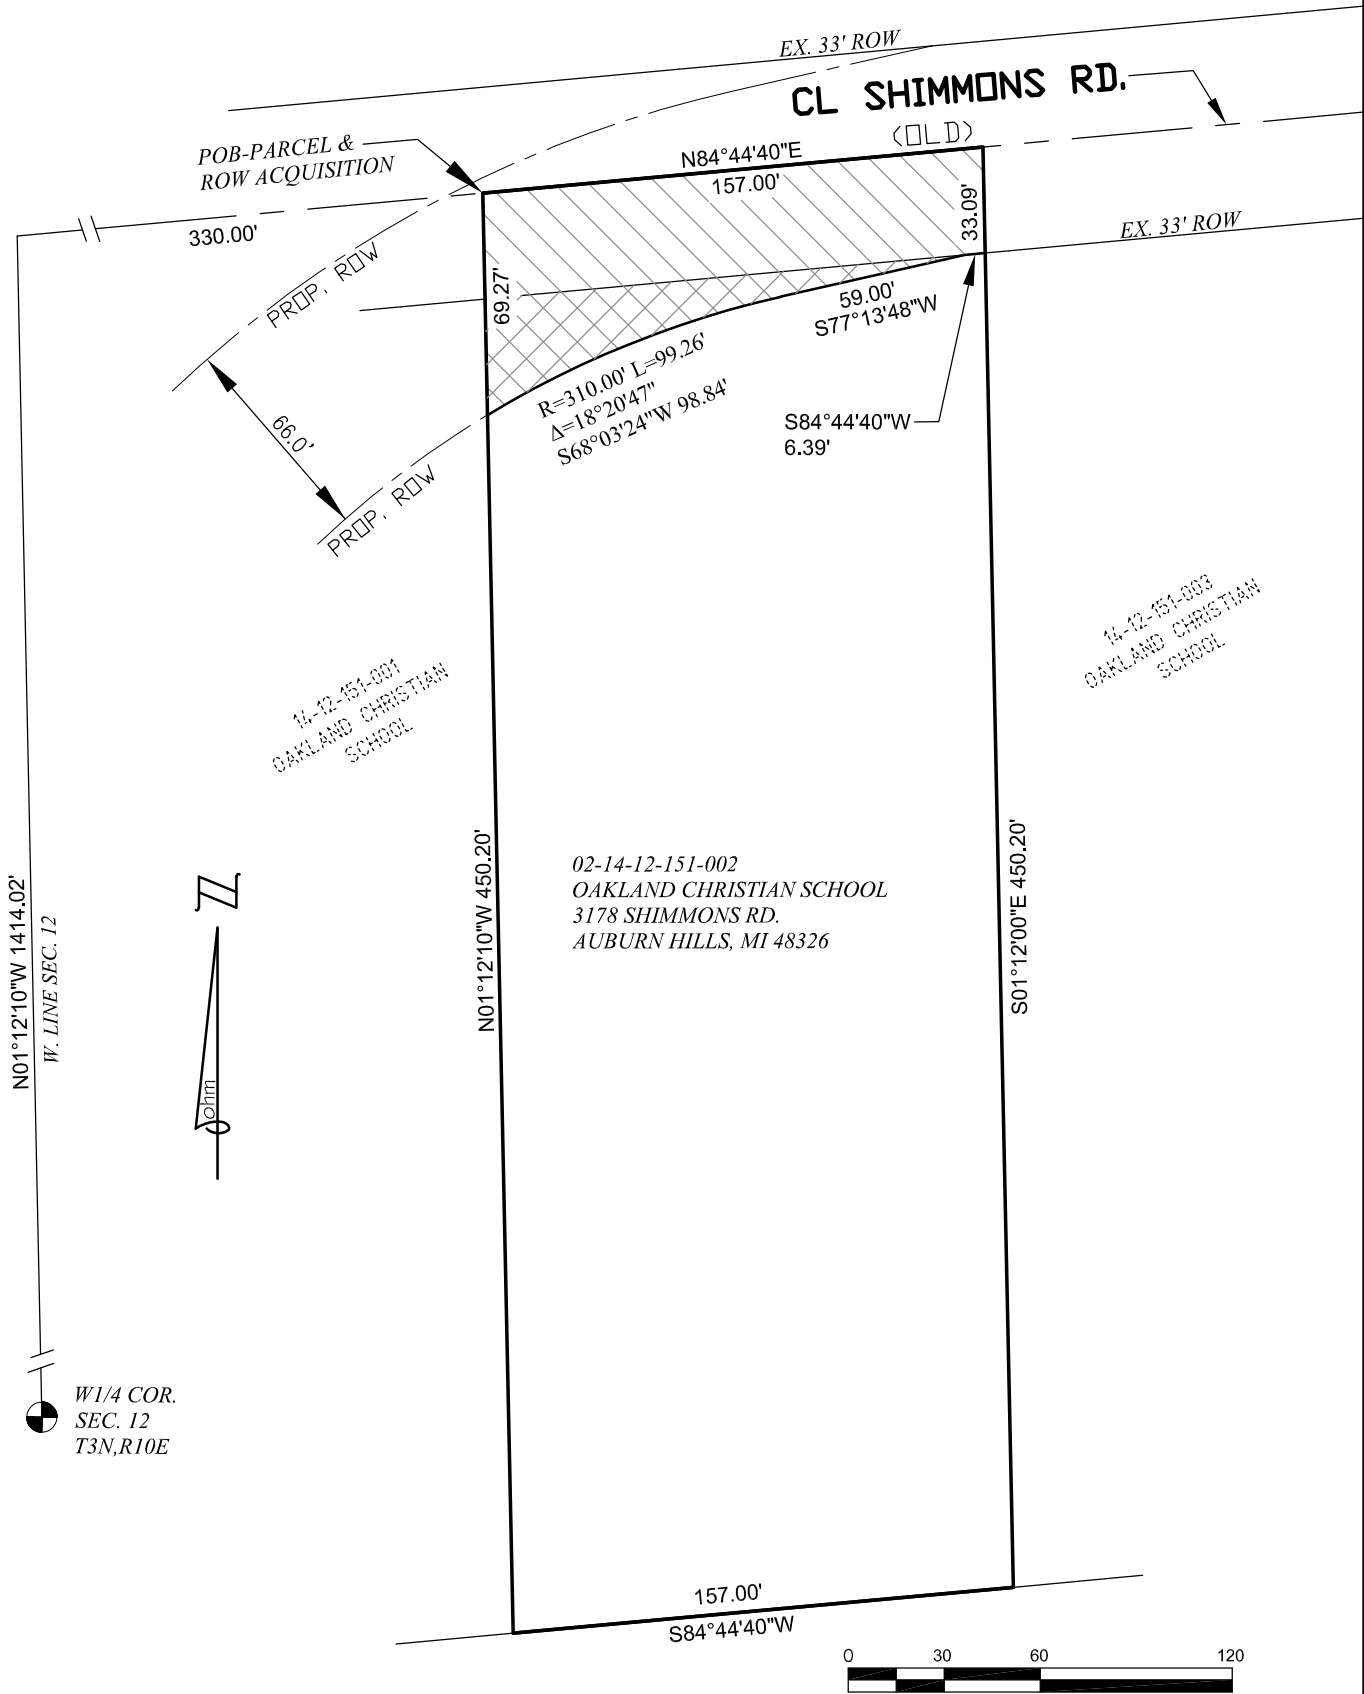 EX. 33' ROW
CL SHIMMONS RD.
(OLD)
POB-PARCEL &
ROW ACQUISITION
N84°44'40"E
157.00'
33.09'
330.00'
EX. 33' ROW
PROP. ROW
69.27'
59.00'
S77°13'48"W
R=310.00' L=99.26'
Δ=18°20'47"
S68°03'24"W 98.84'
S84°44'40"W
6.39'
66.0'
PROP. ROW
14-12-151-003
OAKLAND CHRISTIAN
SCHOOL
14-12-151-001
OAKLAND CHRISTIAN
SCHOOL
N01°12'10"W 450.20'
02-14-12-151-002
OAKLAND CHRISTIAN SCHOOL
3178 SHIMMONS RD.
AUBURN HILLS, MI 48326
S01°12'00"E 450.20'
N01°12'10"W 1414.02'
W. LINE SEC. 12
N
ohm
W1/4 COR.
SEC. 12
T3N,R10E
157.00'
S84°44'40"W
0 30 60 120